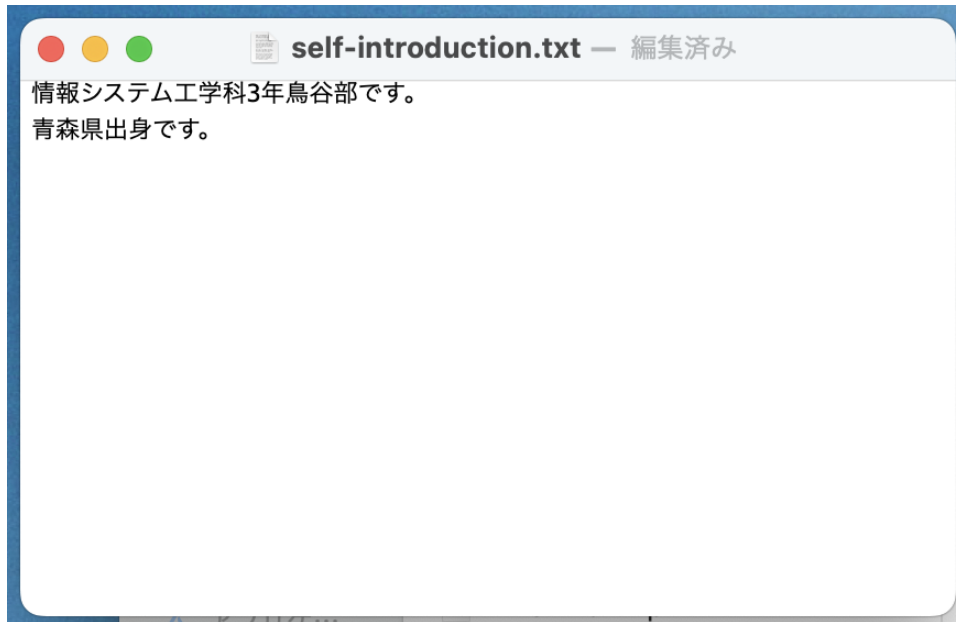 self-introduction.txt — 編集済み
情報システム工学科3年鳥谷部です。
青森県出身です。